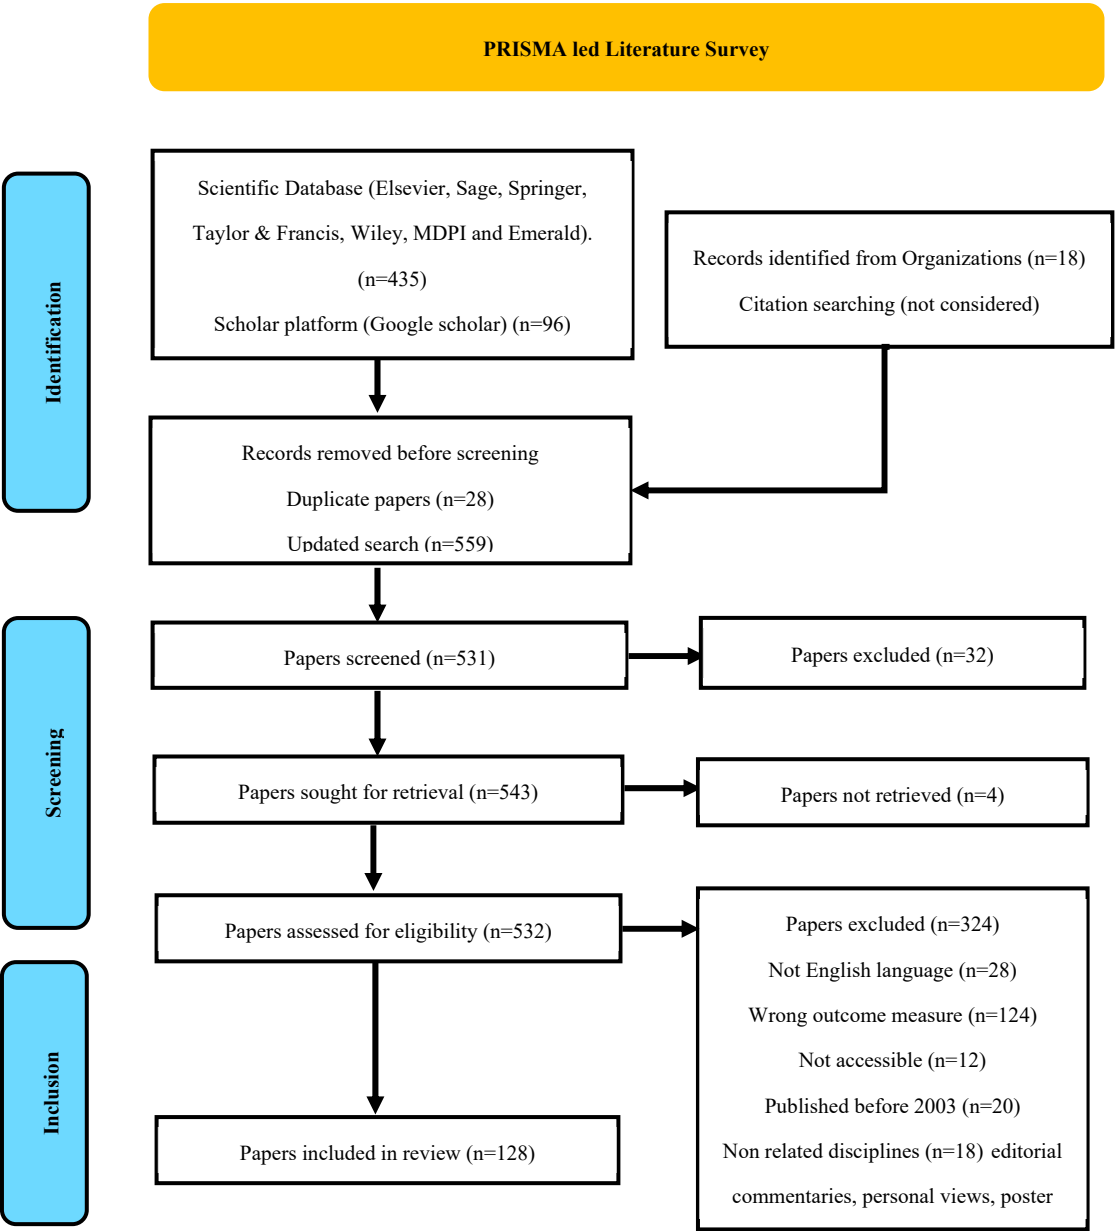 PRISMA led Literature Survey
Identification
Scientific Database (Elsevier, Sage, Springer,
Taylor & Francis, Wiley, MDPI and Emerald).
(n=435)
Scholar platform (Google scholar) (n=96)
Records identified from Organizations (n=18)
Citation searching (not considered)
Records removed before screening
Duplicate papers (n=28)
Updated search (n=559)
Screening
Papers screened (n=531)
Papers excluded (n=32)
Papers sought for retrieval (n=543)
Papers not retrieved (n=4)
Papers assessed for eligibility (n=532)
Papers excluded (n=324)
Not English language (n=28)
Wrong outcome measure (n=124)
Not accessible (n=12)
Published before 2003 (n=20)
Non related disciplines (n=18) editorial
commentaries, personal views, poster
Inclusion
Papers included in review (n=128)